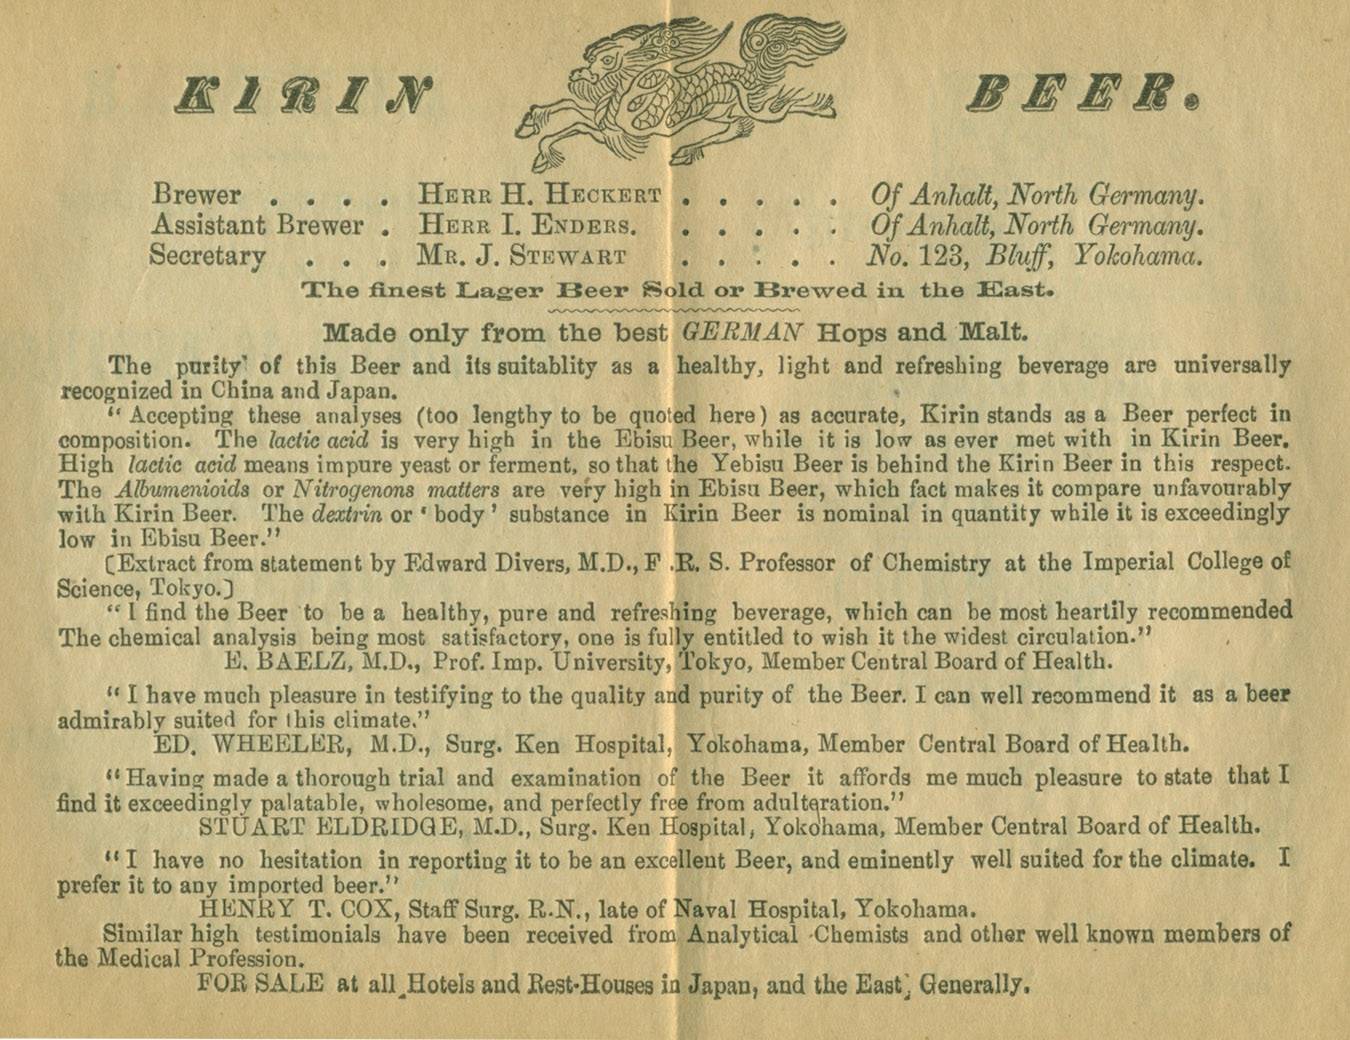 KIRIN BEER.
Brewer . . . . HERR H. HECKERT . . . . . Of Anhalt, North Germany.
Assistant Brewer . HERR I. ENDERS. . . . . . Of Anhalt, North Germany.
Secretary . . . MR. J. STEWART . . . . . No. 123, Bluff, Yokohama.
The finest Lager Beer Sold or Brewed in the East.
Made only from the best GERMAN Hops and Malt.
The purity of this Beer and its suitablity as a healthy, light and refreshing beverage are universally
recognized in China and Japan.
“Accepting these analyses (too lengthy to be quoted here) as accurate, Kirin stands as a Beer perfect in
composition. The lactic acid is very high in the Ebisu Beer, while it is low as ever met with in Kirin Beer.
High lactic acid means impure yeast or ferment, so that the Yebisu Beer is behind the Kirin Beer in this respect.
The Albumenioids or Nitrogenons matters are very high in Ebisu Beer, which fact makes it compare unfavourably
with Kirin Beer. The dextrin or ‘body’ substance in Kirin Beer is nominal in quantity while it is exceedingly
low in Ebisu Beer.”
[Extract from statement by Edward Divers, M.D., F .R. S. Professor of Chemistry at the Imperial College of
Science, Tokyo.]
“I find the Beer to be a healthy, pure and refreshing beverage, which can be most heartily recommended
The chemical analysis being most satisfactory, one is fully entitled to wish it the widest circulation.”
E. BAELZ, M.D., Prof. Imp. University, Tokyo, Member Central Board of Health.
“I have much pleasure in testifying to the quality and purity of the Beer. I can well recommend it as a beer
admirably suited for this climate.”
ED. WHEELER, M.D., Surg. Ken Hospital, Yokohama, Member Central Board of Health.
“Having made a thorough trial and examination of the Beer it affords me much pleasure to state that I
find it exceedingly palatable, wholesome, and perfectly free from adulteration.”
STUART ELDRIDGE, M.D., Surg. Ken Hospital, Yokohama, Member Central Board of Health.
“I have no hesitation in reporting it to be an excellent Beer, and eminently well suited for the climate. I
prefer it to any imported beer.”
HENRY T. COX, Staff Surg. R.N., late of Naval Hospital, Yokohama.
Similar high testimonials have been received from Analytical Chemists and other well known members of
the Medical Profession.
FOR SALE at all Hotels and Rest-Houses in Japan, and the East, Generally.